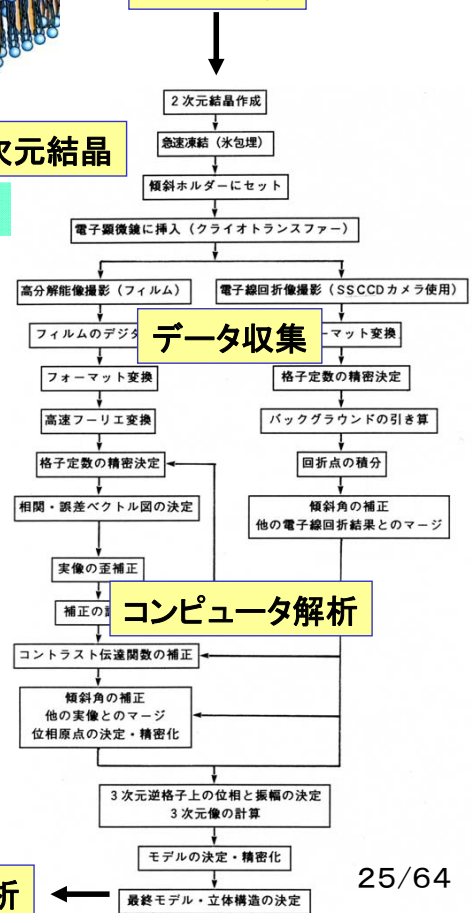 2次元結晶作成
次元結晶
急速凍結（氷包埋）
傾斜ホルダーにセット
電子顕微鏡に挿入（クライオトランスファー）
高分解能像撮影（フィルム）
電子線回折像撮影（SSCCDカメラ使用）
フィルムのデジタ
データ収集
ーマット変換
フォーマット変換
格子定数の精密決定
高速フーリエ変換
バックグラウンドの引き算
格子定数の精密決定
回折点の積分
相関・誤差ベクトル図の決定
傾斜角の補正
他の電子線回折結果とのマージ
実像の歪補正
補正の
コンピュータ解析
コントラスト伝達関数の補正
傾斜角の補正
他の実像とのマージ
位相原点の決定・精密化
3次元逆格子上の位相と振幅の決定
3次元像の計算
モデルの決定・精密化
25/64
析
最終モデル・立体構造の決定